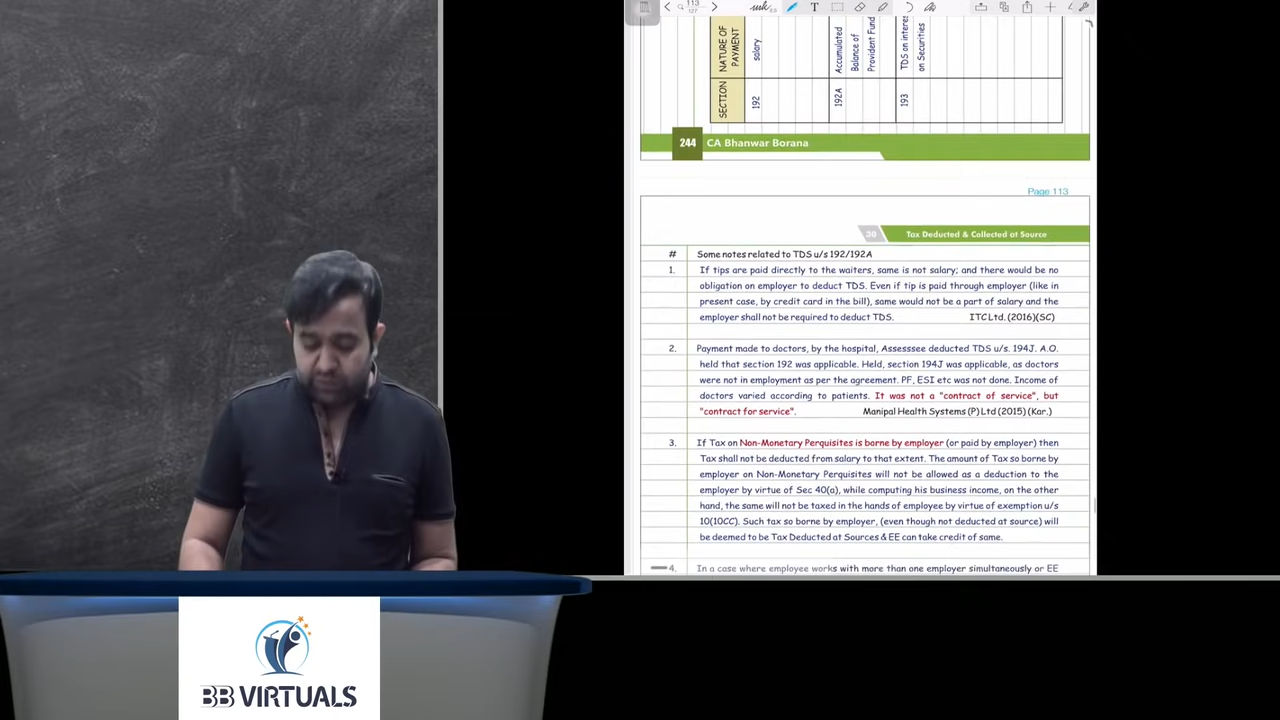 113
127
T
SECTION
NATURE OF
PAYMENT
192
salary
192A
Accumulated
Balance of
Provident Fund
193
TDS on interes
on Securities
244 CA Bhanwar Borana
Page 113
30 Tax Deducted & Collected at Source
# Some notes related to TDS u/s 192/192A
1. If tips are paid directly to the waiters, same is not salary; and there would be no
obligation on employer to deduct TDS. Even if tip is paid through employer (like in
present case, by credit card in the bill), same would not be a part of salary and the
employer shall not be required to deduct TDS. ITC Ltd. (2016)(SC)
2. Payment made to doctors, by the hospital, Assesssee deducted TDS u/s. 194J. A.O.
held that section 192 was applicable. Held, section 194J was applicable, as doctors
were not in employment as per the agreement. PF, ESI etc was not done. Income of
doctors varied according to patients. It was not a "contract of service", but
"contract for service". Manipal Health Systems (P) Ltd (2015) (Kar.)
3. If Tax on Non-Monetary Perquisites is borne by employer (or paid by employer) then
Tax shall not be deducted from salary to that extent. The amount of Tax so borne by
employer on Non-Monetary Perquisites will not be allowed as a deduction to the
employer by virtue of Sec 40(a), while computing his business income, on the other
hand, the same will not be taxed in the hands of employee by virtue of exemption u/s
10(10CC). Such tax so borne by employer, (even though not deducted at source) will
be deemed to be Tax Deducted at Sources & EE can take credit of same.
4. In a case where employee works with more than one employer simultaneously or EE
BB VIRTUALS